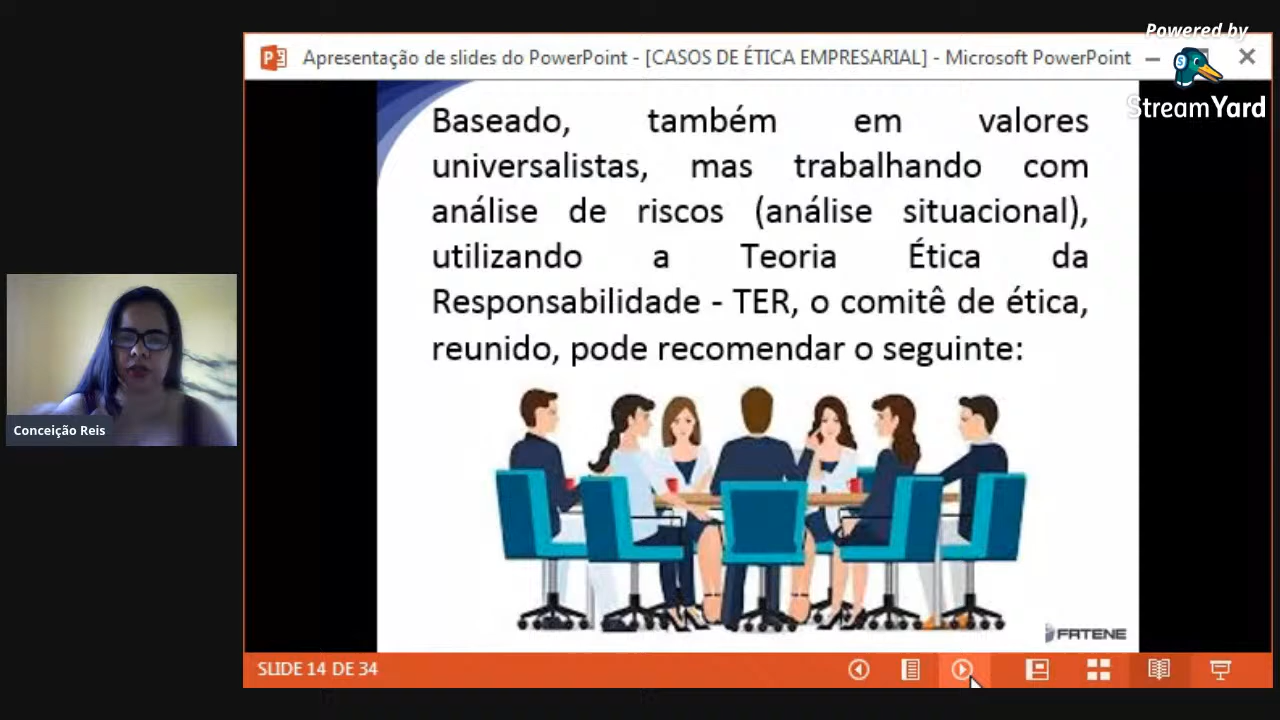 Powered by
StreamYard
Apresentação de slides do PowerPoint - [CASOS DE ÉTICA EMPRESARIAL] - Microsoft PowerPoint
Baseado, também em valores
universalistas, mas trabalhando com
análise de riscos (análise situacional),
utilizando a Teoria Ética da
Responsabilidade - TER, o comitê de ética,
reunido, pode recomendar o seguinte:
Conceição Reis
FATENE
SLIDE 14 DE 34